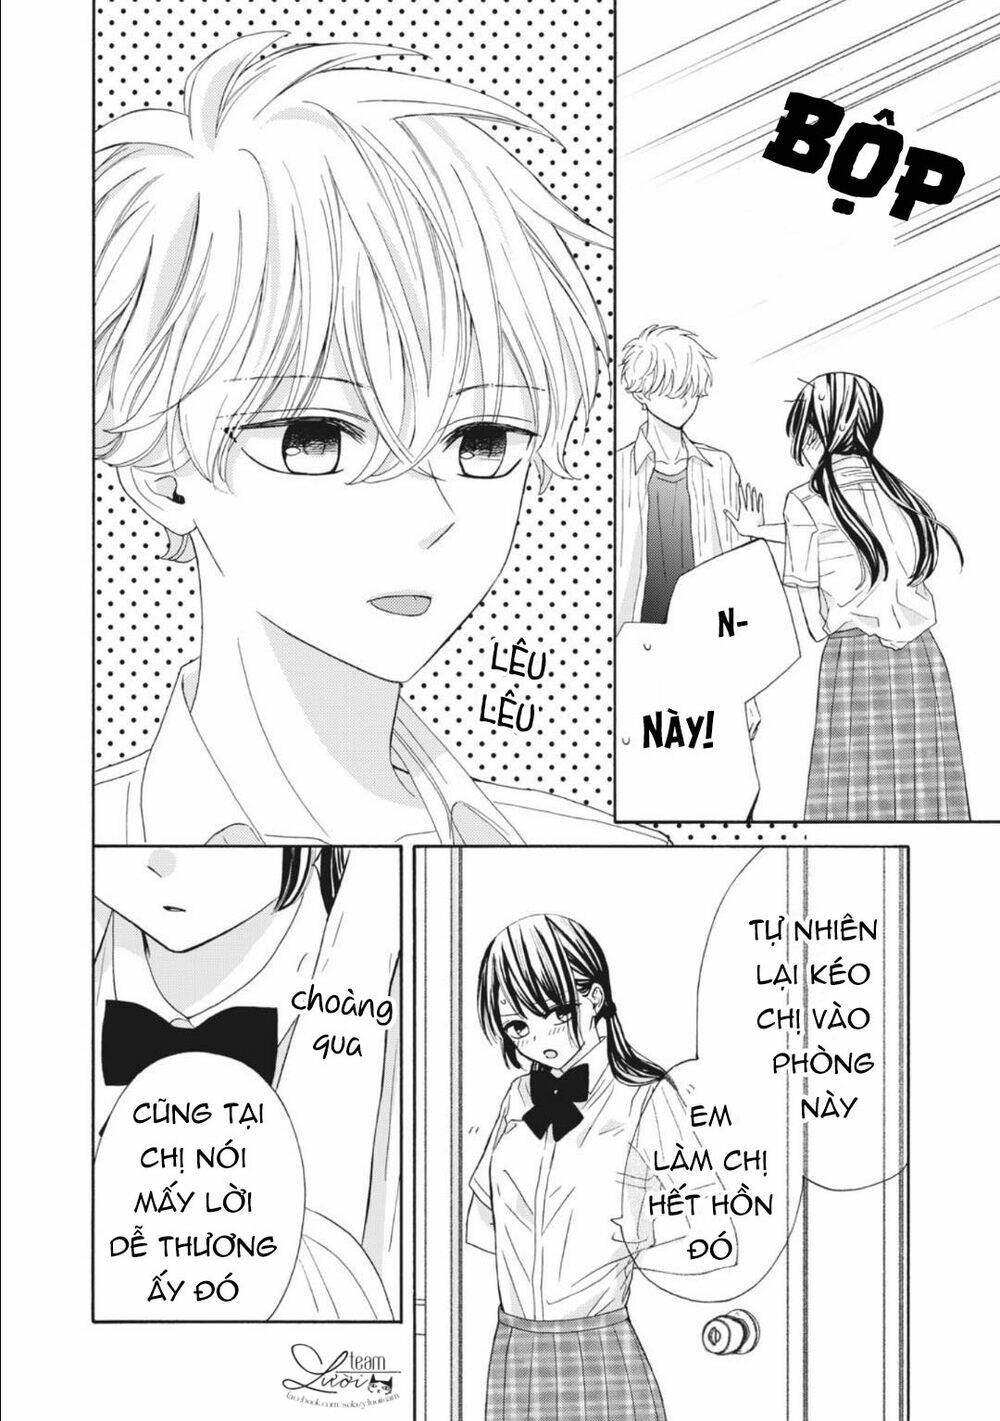 BỘP
N-
NÀY!
LÊU
LÊU
TỰ NHIÊN
LẠI KÉO
CHỊ VÀO
PHÒNG
NÀY
EM
LÀM CHỊ
HẾT HỒN
ĐÓ
choàng
qua
CŨNG TẠI
CHỊ NÓI
MẤY LỜI
DỄ THƯƠNG
ẤY ĐÓ
team
Lười